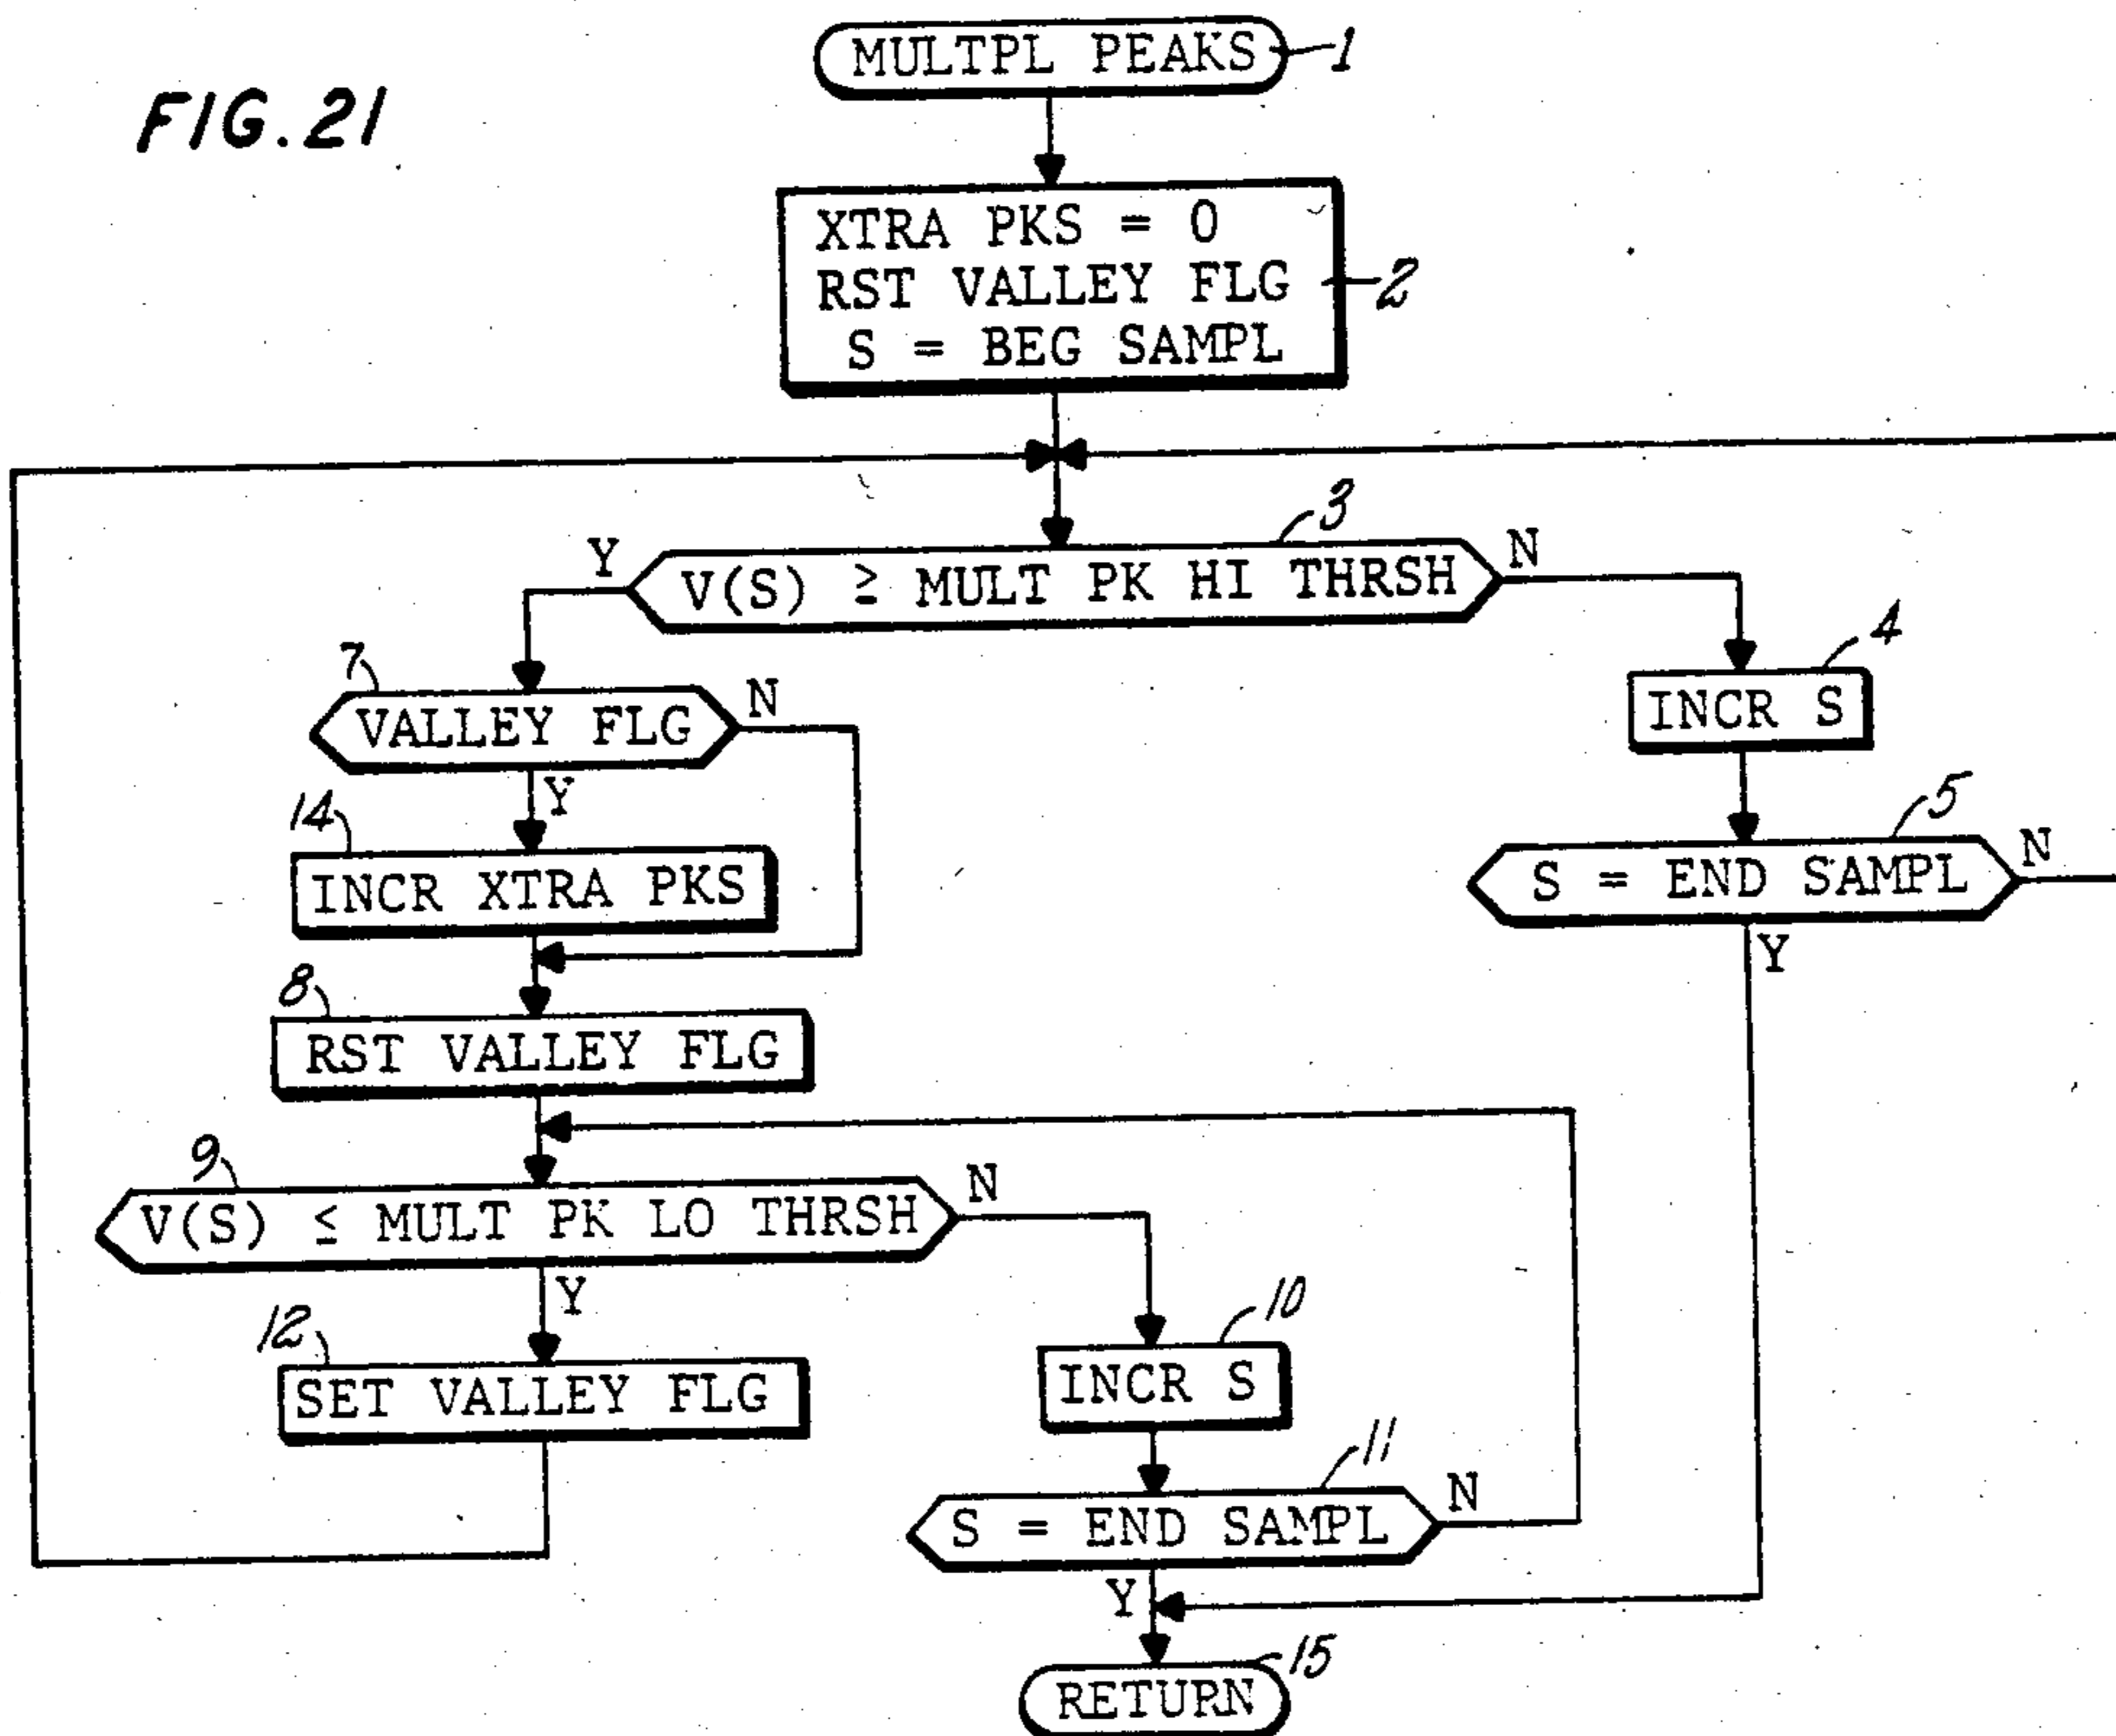 FIG. 21
MULTPL PEAKS
1
XTRA PKS = 0
RST VALLEY FLG
S = BEG SAMPL
2
3
Y
V(S) ≥ MULT PK HI THRSH
N
4
INCR S
7
VALLEY FLG
N
Y
5
S = END SAMPL
N
Y
14
INCR XTRA PKS
8
RST VALLEY FLG
9
V(S) ≤ MULT PK LO THRSH
N
Y
10
INCR S
12
SET VALLEY FLG
11
S = END SAMPL
N
Y
15
RETURN